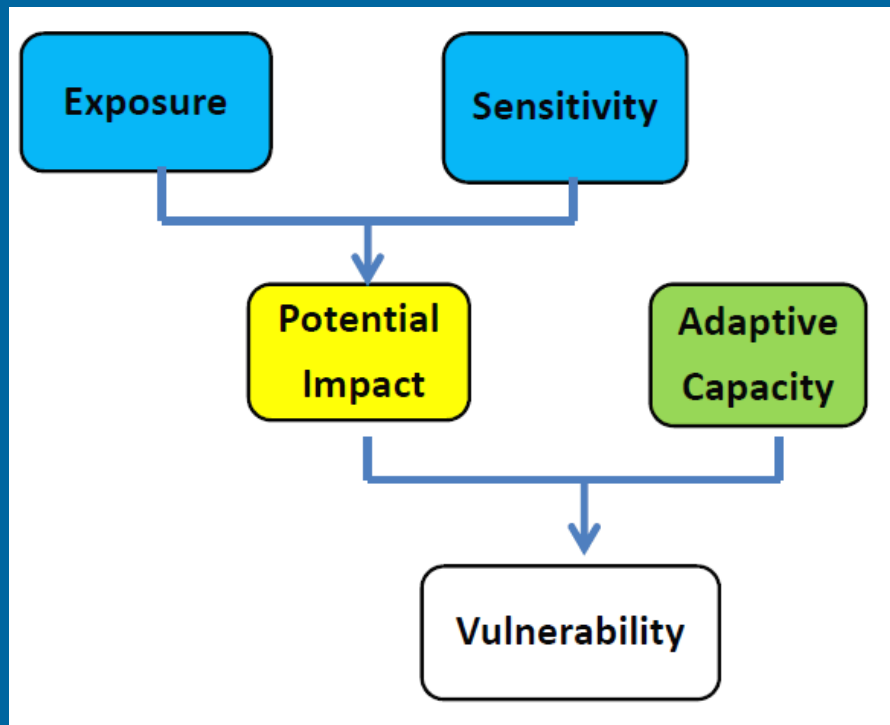 Exposure
Sensitivity
Potential
Impact
Adaptive
Capacity
Vulnerability